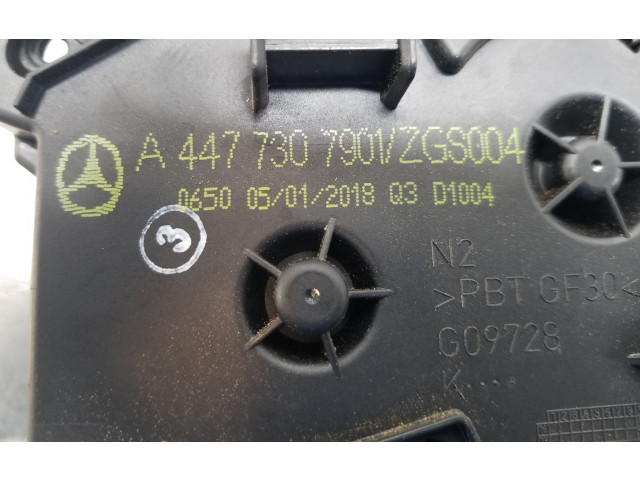 A 447 730 7901/ZGS004
0650 05/01/2018 Q3 D1004
3
N2
>PBT GF30<
G09728
K....